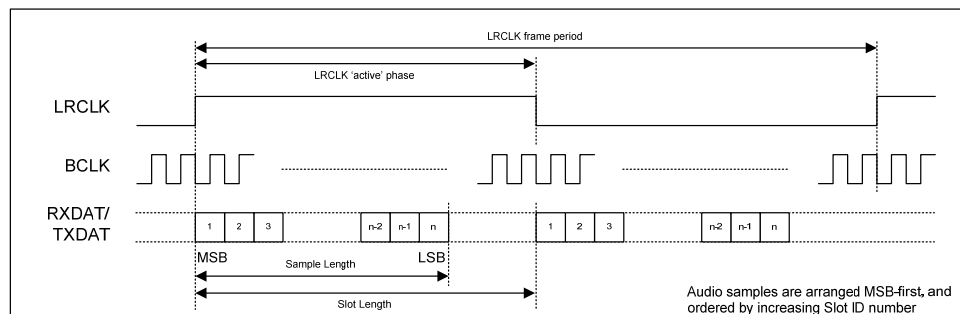 LRCLK frame period
LRCLK ‘active’ phase
LRCLK
BCLK
RXDAT/
TXDAT
1 2 3 n-2 n-1 n 1 2 3 n-2 n-1 n
MSB LSB
Sample Length
Slot Length
Audio samples are arranged MSB-first, and
ordered by increasing Slot ID number